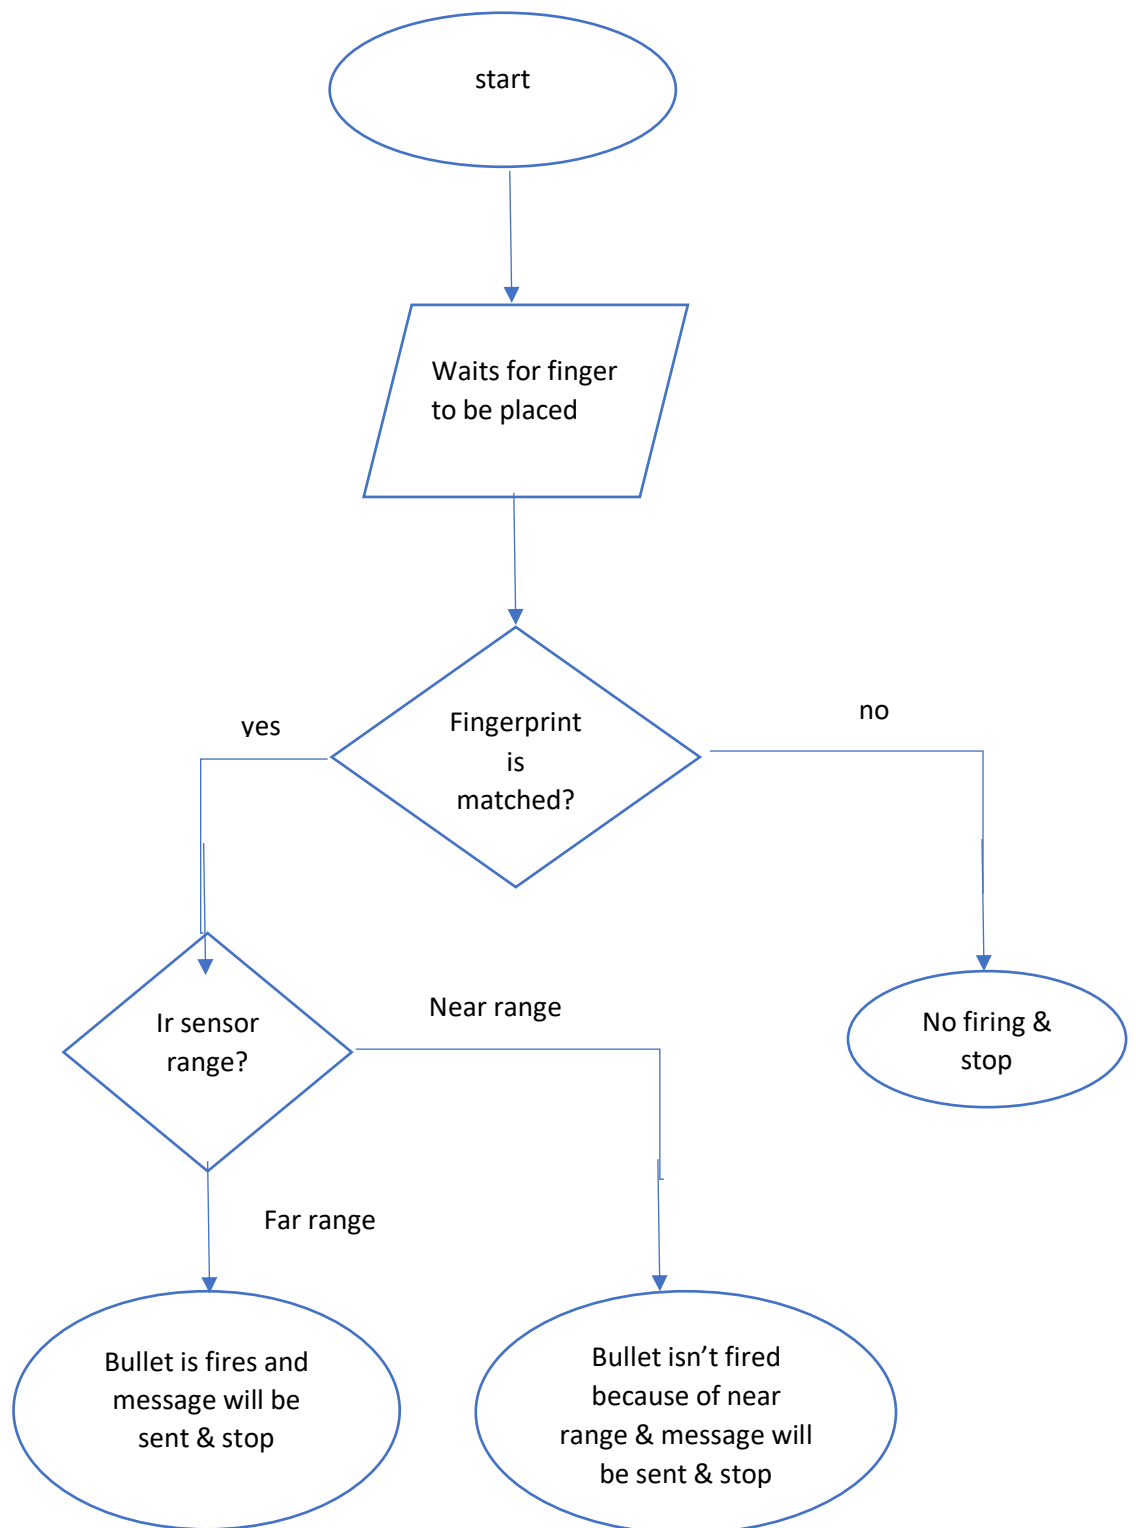 start
Waits for finger
to be placed
Fingerprint
is
matched?
yes
no
Ir sensor
range?
Near range
No firing &
stop
Far range
Bullet is fires and
message will be
sent & stop
Bullet isn’t fired
because of near
range & message will
be sent & stop